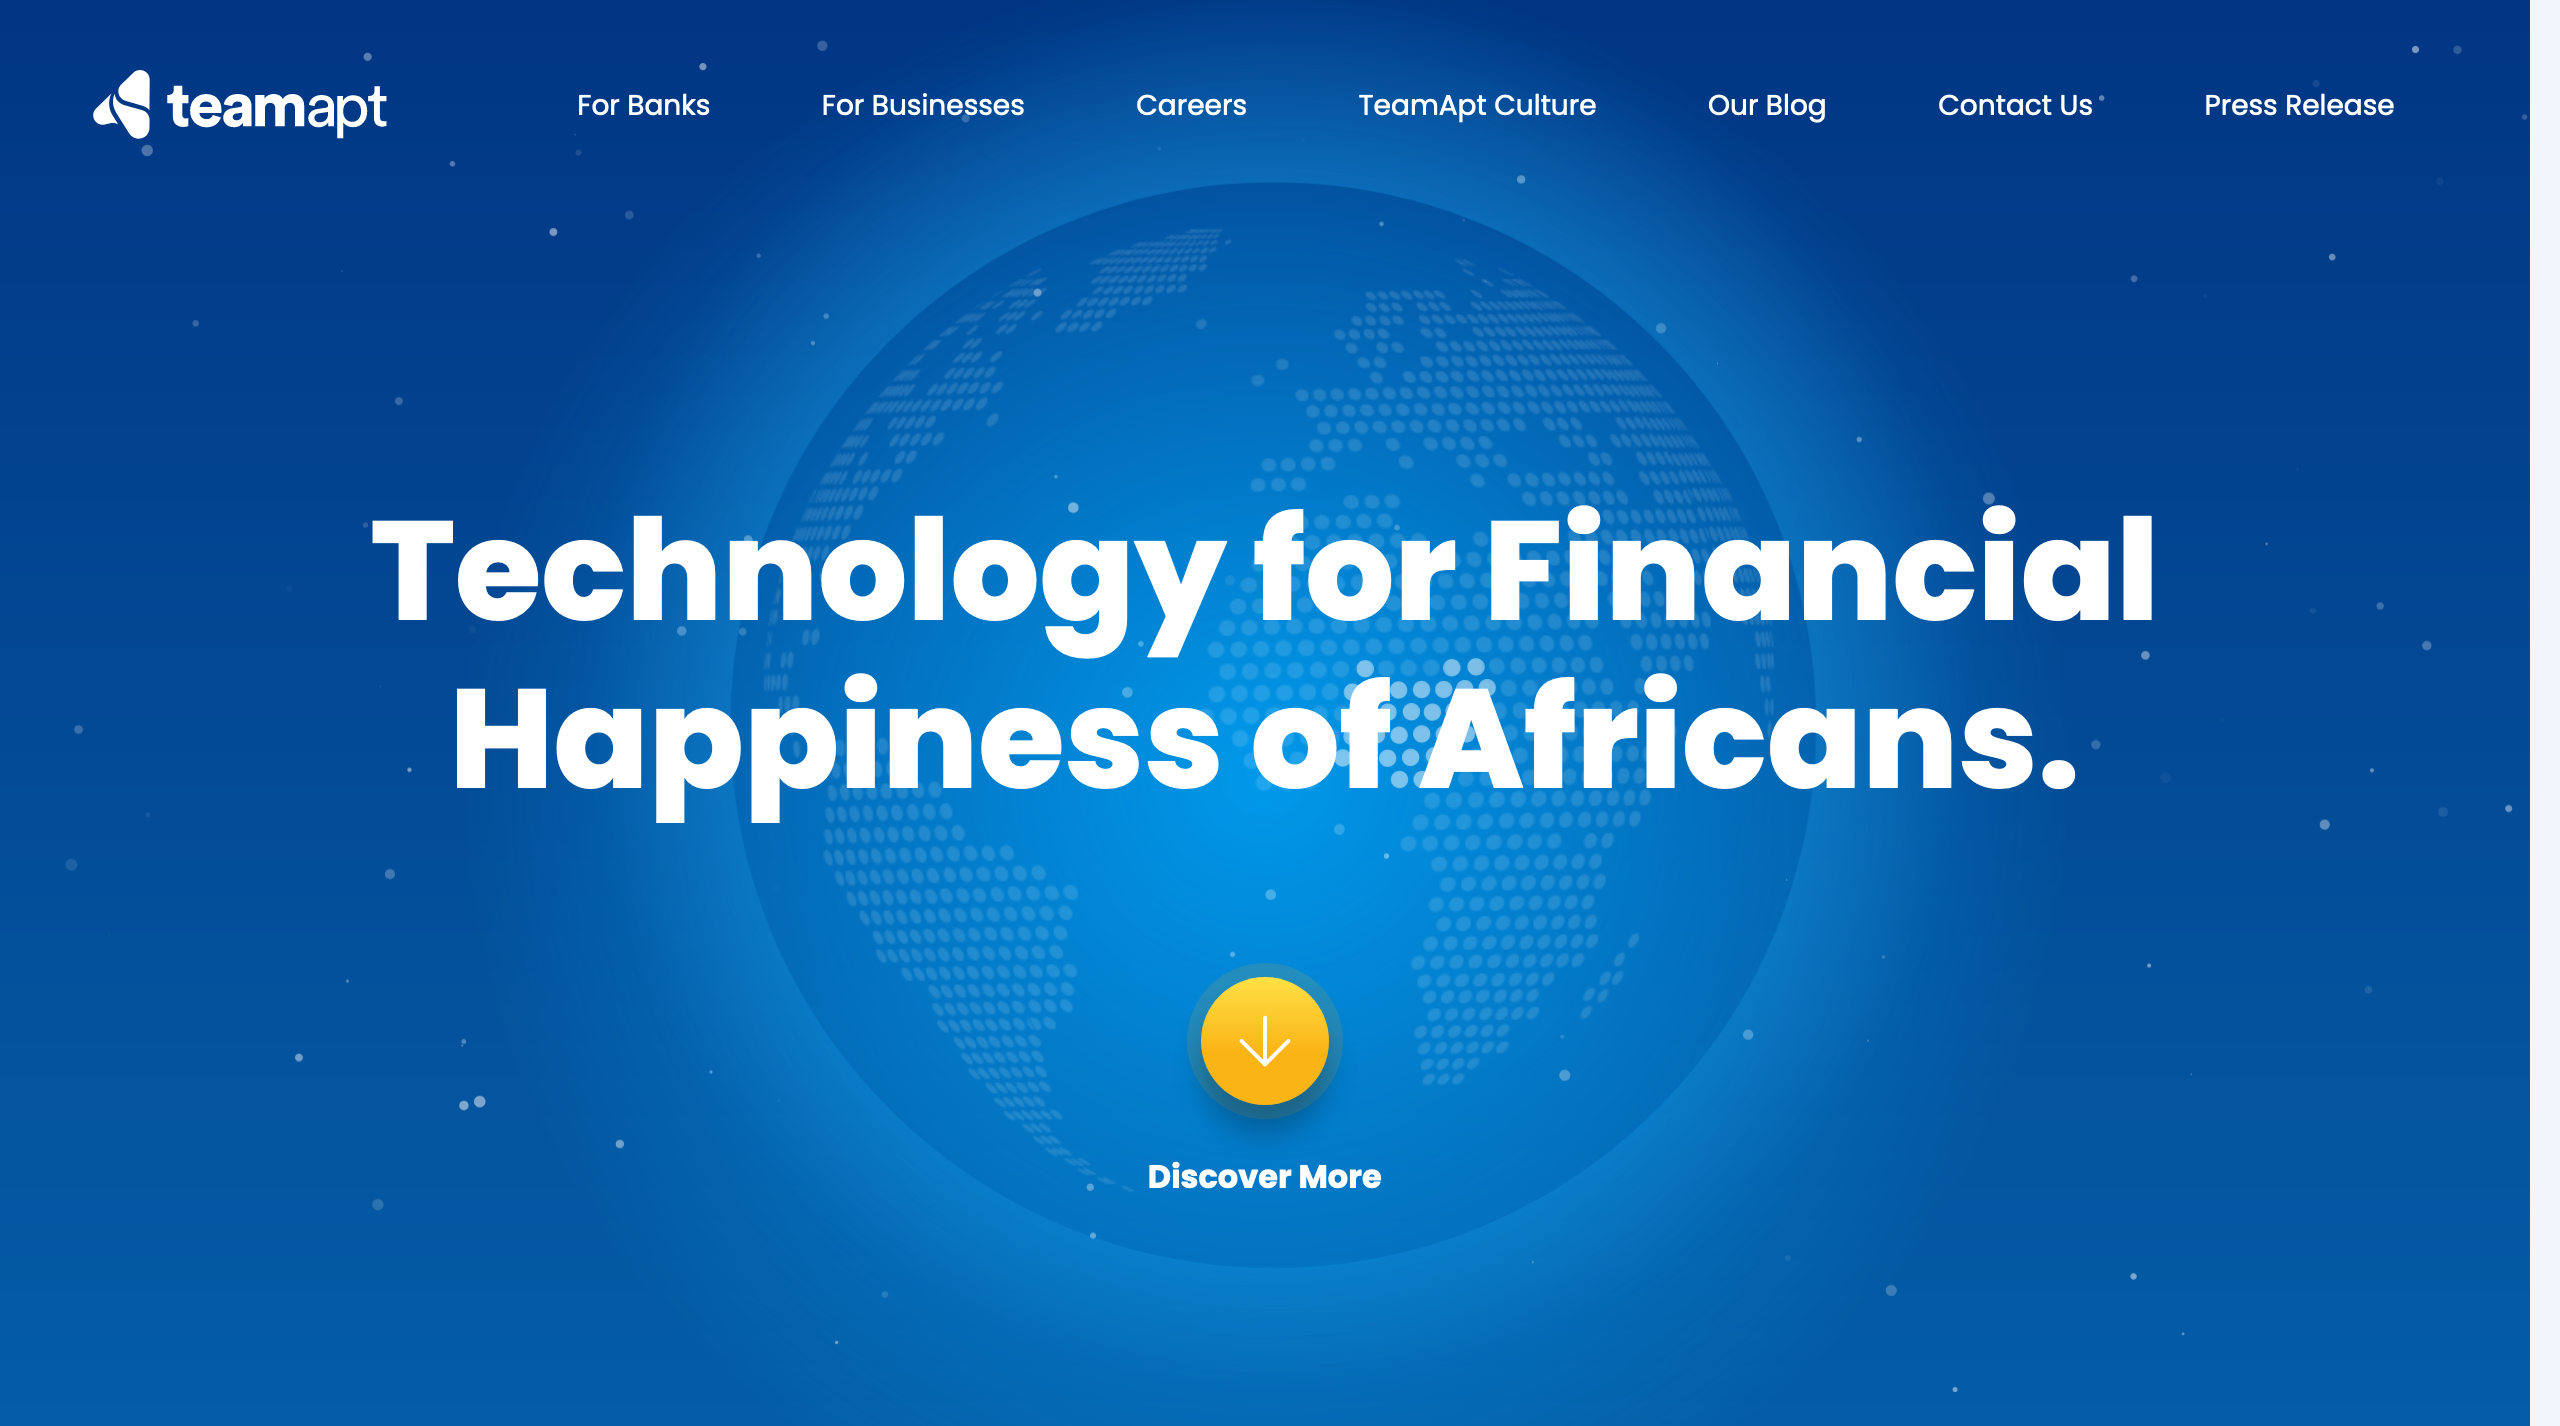 teamapt
For Banks
For Businesses
Careers
TeamApt Culture
Our Blog
Contact Us
Press Release
Technology for Financial
Happiness of Africans.
Discover More